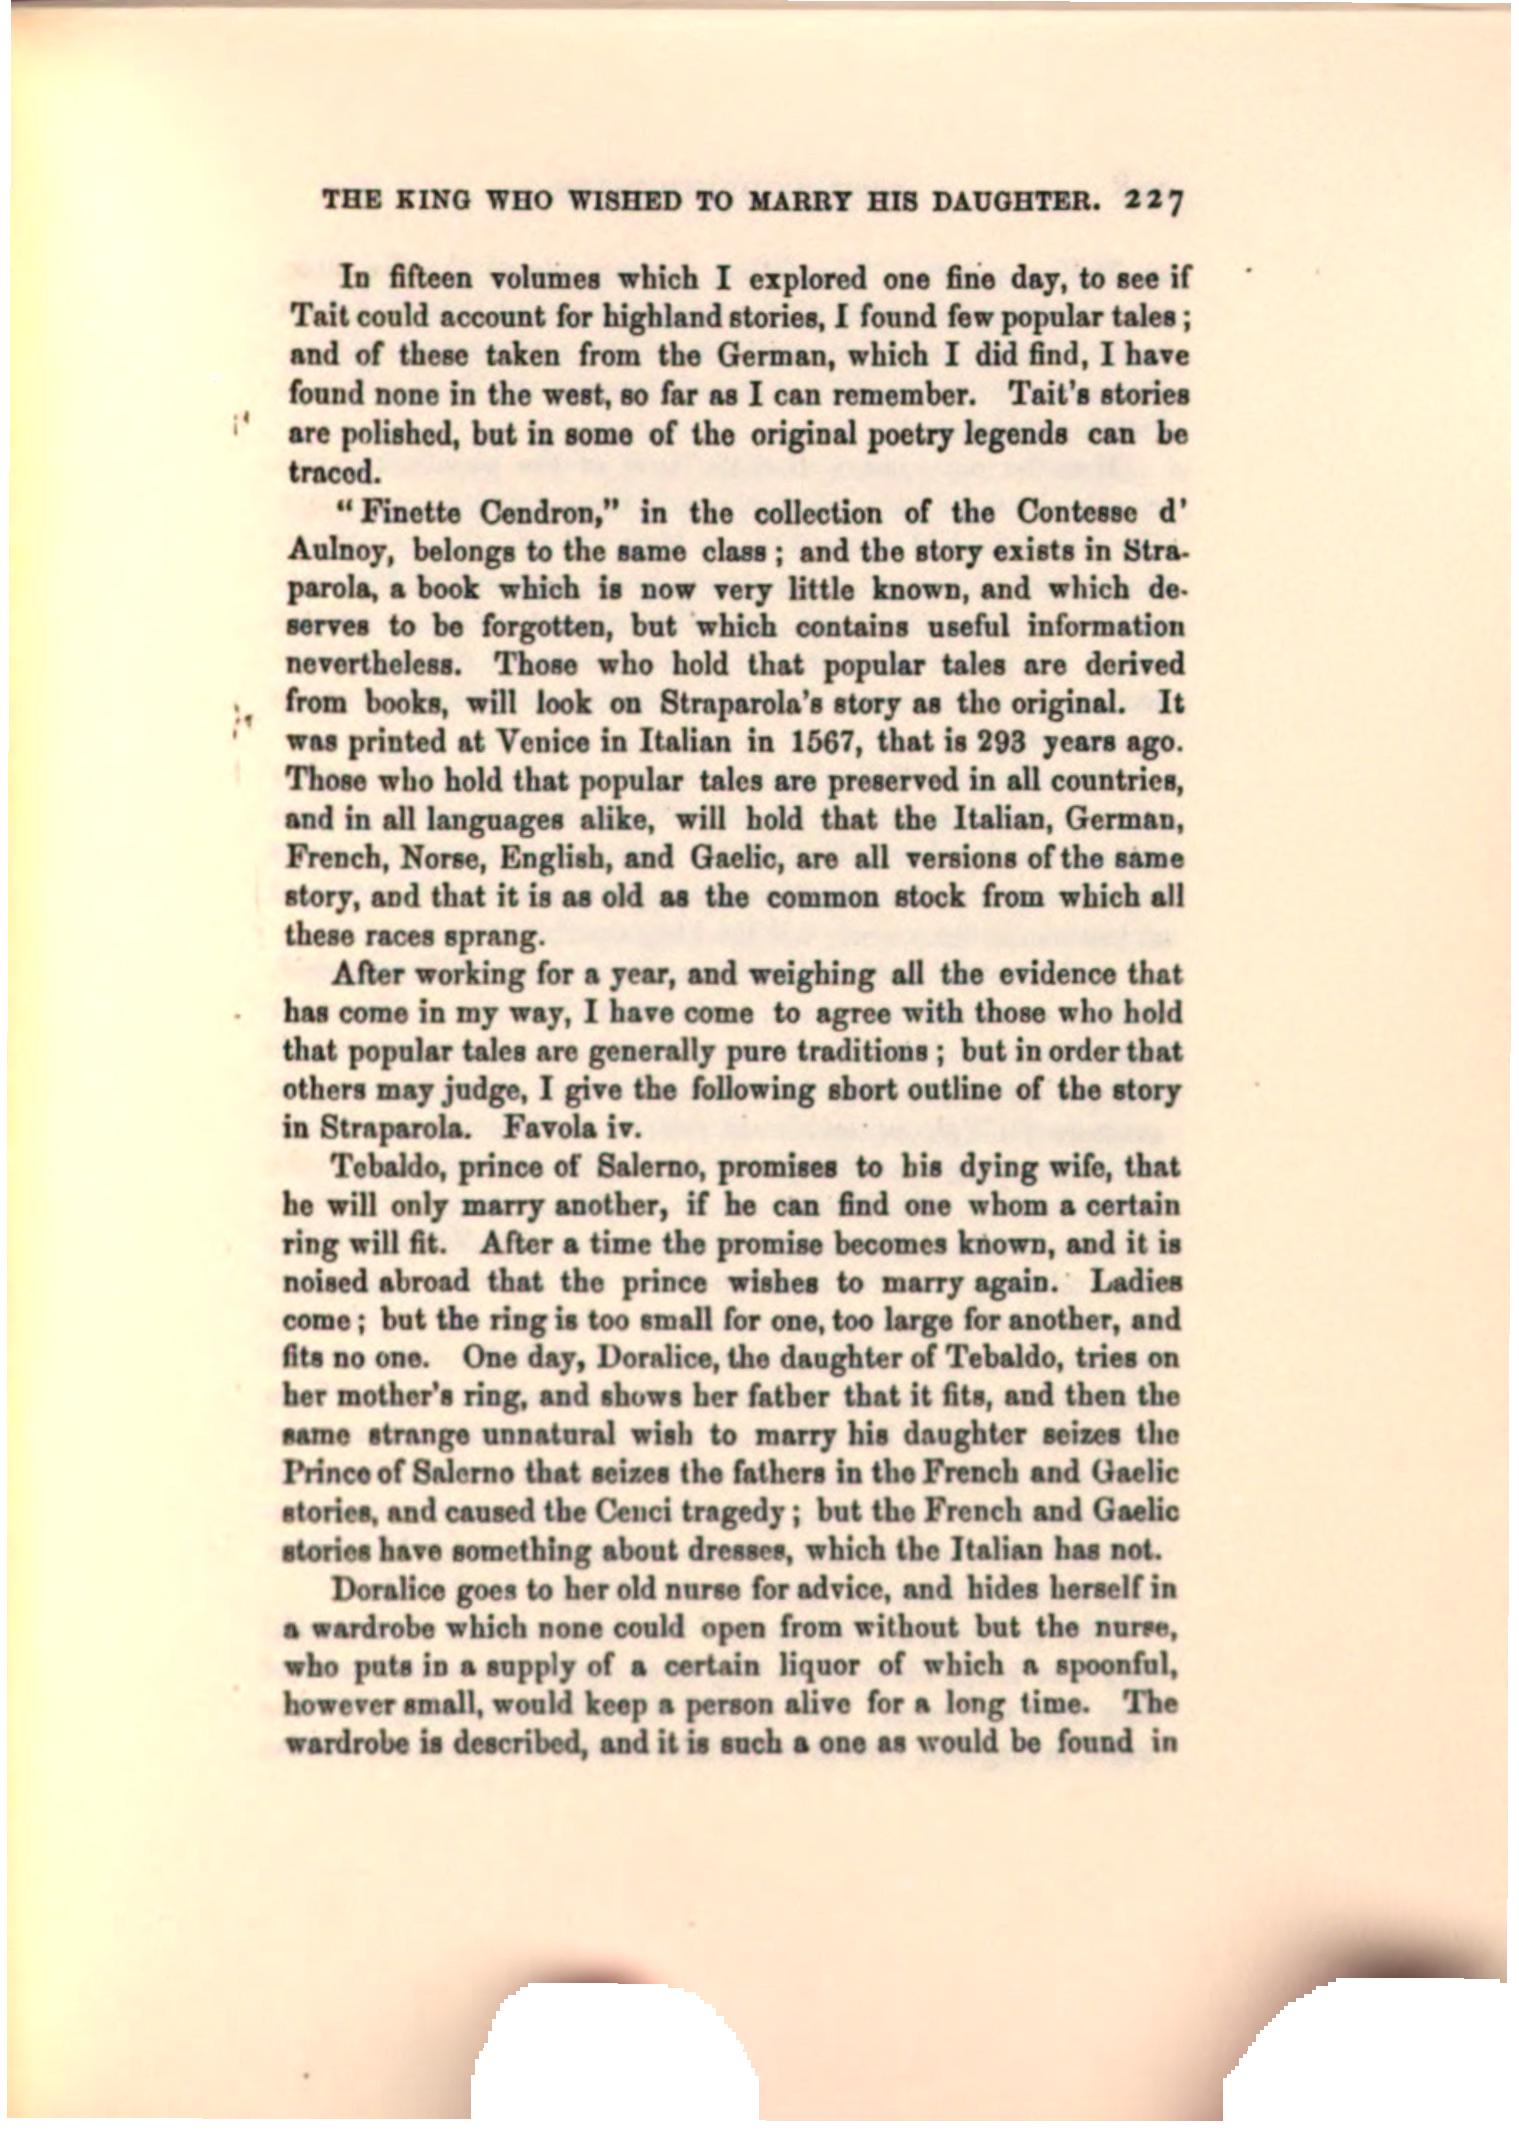 THE KING WHO WISHED TO MARRY HIS DAUGHTER. 227
In fifteen volumes which I explored one fine day, to see if
Tait could account for highland stories, I found few popular tales ;
and of these taken from the German, which I did find, I have
found none in the west, so far as I can remember. Tait's stories
are polished, but in some of the original poetry legends can be
traced.
“Finette Cendron,” in the collection of the Contesse d'
Aulnoy, belongs to the same class ; and the story exists in Stra-
parola, a book which is now very little known, and which de-
serves to be forgotten, but which contains useful information
nevertheless. Those who hold that popular tales are derived
from books, will look on Straparola's story as the original. It
was printed at Venice in Italian in 1567, that is 293 years ago.
Those who hold that popular tales are preserved in all countries,
and in all languages alike, will hold that the Italian, German,
French, Norse, English, and Gaelic, are all versions of the same
story, and that it is as old as the common stock from which all
these races sprang.
After working for a year, and weighing all the evidence that
has come in my way, I have come to agree with those who hold
that popular tales are generally pure traditions ; but in order that
others may judge, I give the following short outline of the story
in Straparola. Favola iv.
Tebaldo, prince of Salerno, promises to his dying wife, that
he will only marry another, if he can find one whom a certain
ring will fit. After a time the promise becomes known, and it is
noised abroad that the prince wishes to marry again. Ladies
come ; but the ring is too small for one, too large for another, and
fits no one. One day, Doralice, the daughter of Tebaldo, tries on
her mother's ring, and shows her father that it fits, and then the
same strange unnatural wish to marry his daughter seizes the
Prince of Salerno that seizes the fathers in the French and Gaelic
stories, and caused the Cenci tragedy ; but the French and Gaelic
stories have something about dresses, which the Italian has not.
Doralice goes to her old nurse for advice, and hides herself in
a wardrobe which none could open from without but the nurse,
who puts in a supply of a certain liquor of which a spoonful,
however small, would keep a person alive for a long time. The
wardrobe is described, and it is such a one as would be found in